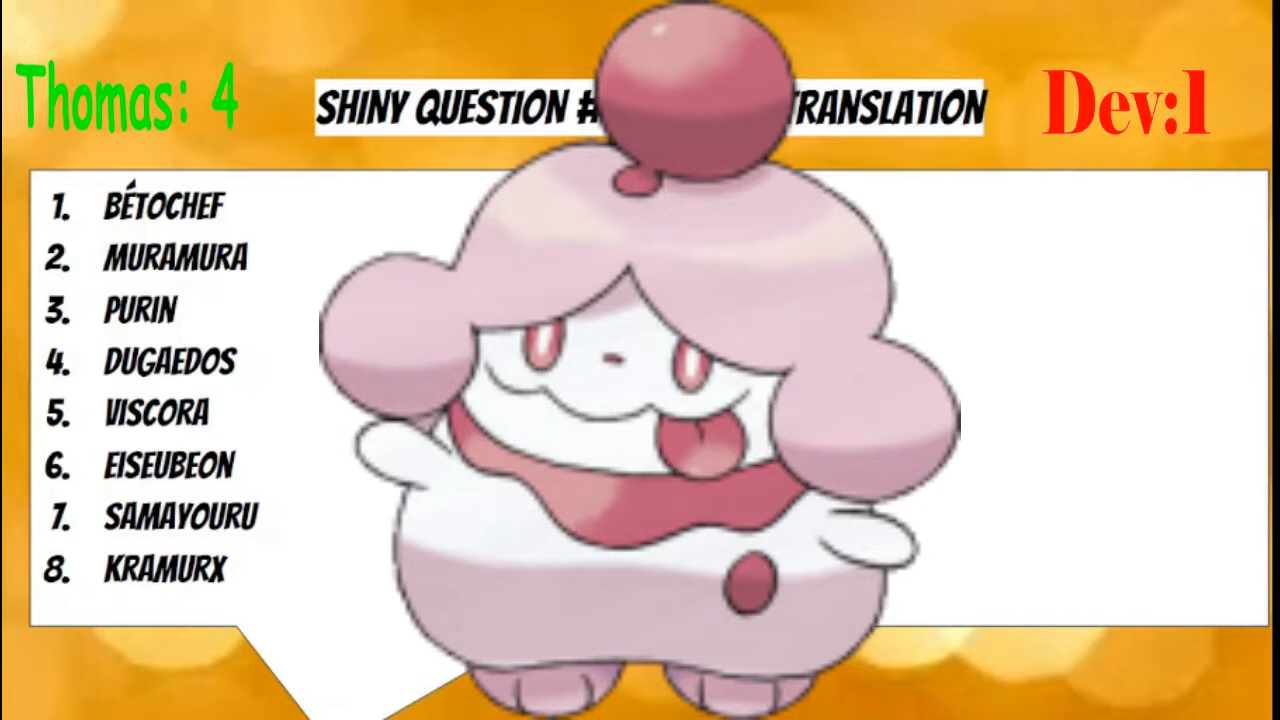 Thomas: 4
SHINY QUESTION # TRANSLATION
Dev:1
1. BÉTOCHEF
2. MURAMURA
3. PURIN
4. DUGAEDOS
5. VISCORA
6. EISEUBEON
7. SAMAYOURU
8. KRAMURX